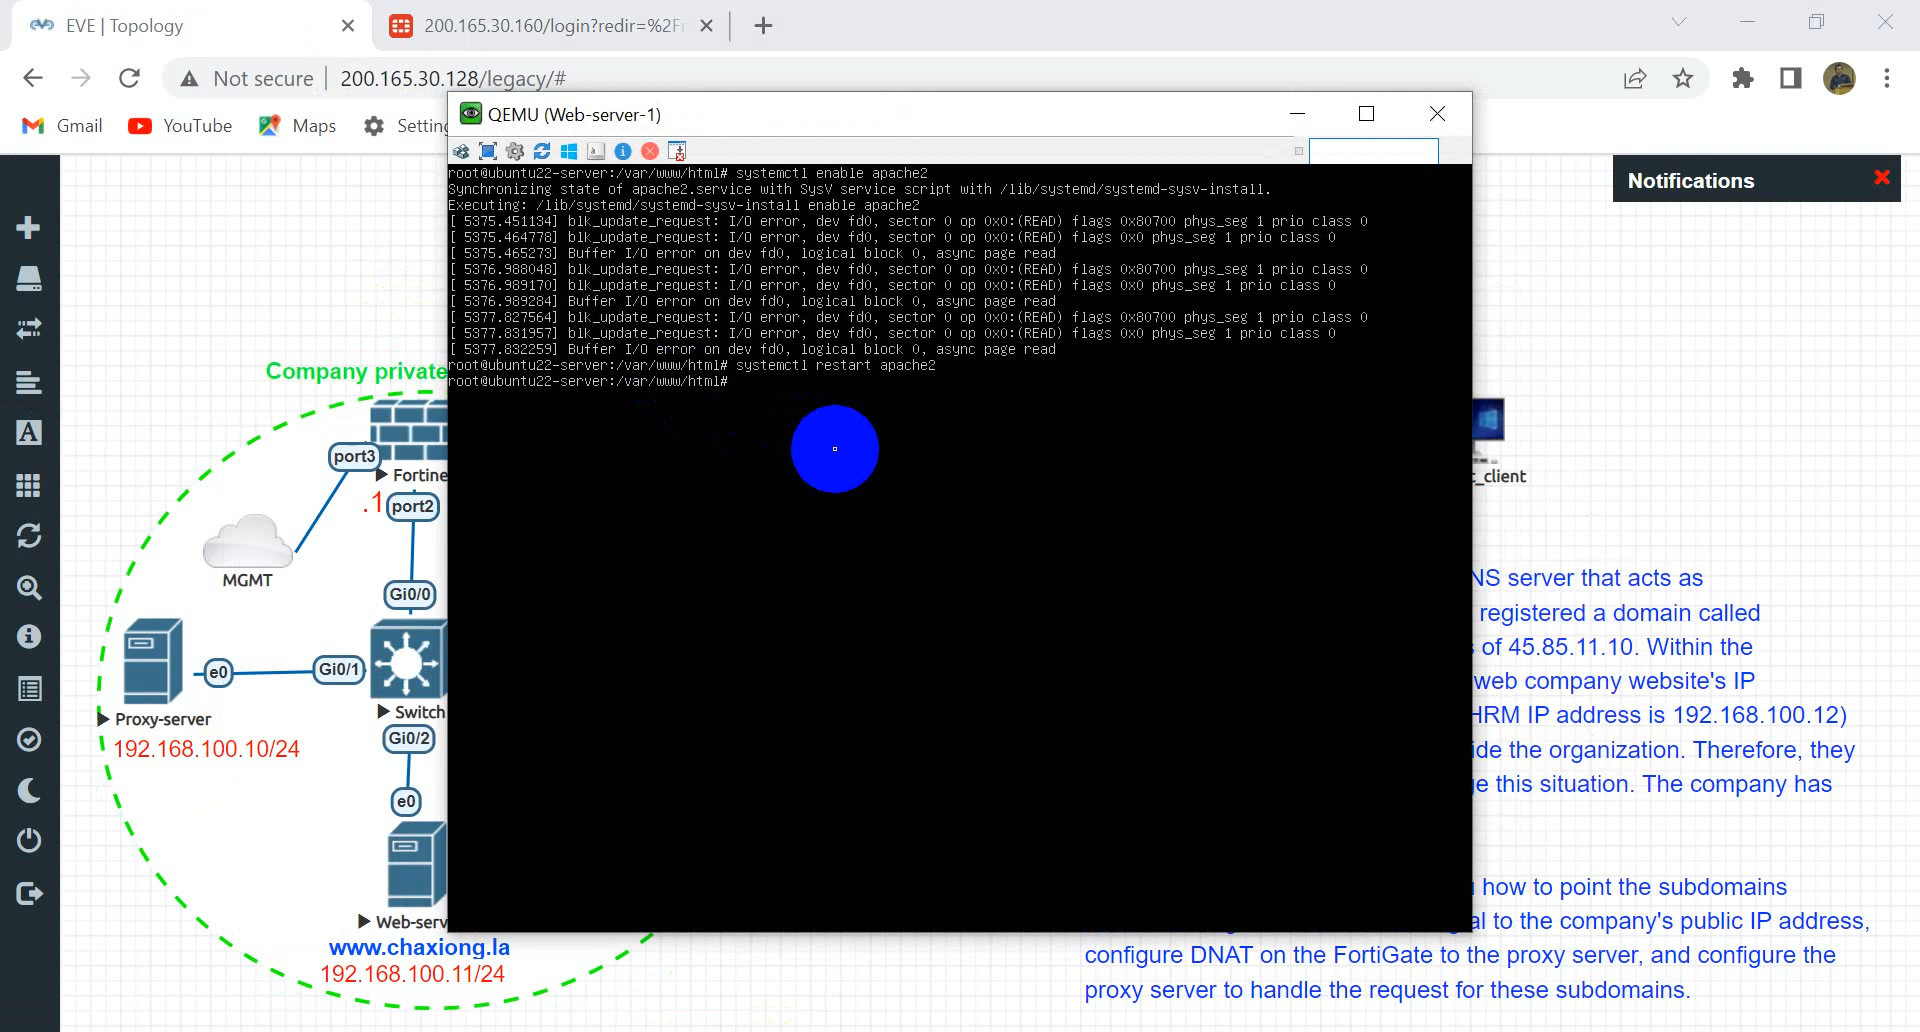 EVE | Topology
200.165.30.160/login?redir=%2F
Not secure
200.165.30.128/legacy/#
Gmail
YouTube
Maps
QEMU (Web-server-1)
root@ubuntu22-server:/var/www/html# systemctl enable apache2
Synchronizing state of apache2.service with SysV service script with /lib/systemd/systemd-sysv-install.
Executing: /lib/systemd/systemd-sysv-install enable apache2
[ 5375.451134] blk_update_request: I/O error, dev fd0, sector 0 op 0x0:(READ) flags 0x80700 phys_seg 1 prio class 0
[ 5375.464778] blk_update_request: I/O error, dev fd0, sector 0 op 0x0:(READ) flags 0x0 phys_seg 1 prio class 0
[ 5375.465273] Buffer I/O error on dev fd0, logical block 0, async page read
[ 5376.988048] blk_update_request: I/O error, dev fd0, sector 0 op 0x0:(READ) flags 0x80700 phys_seg 1 prio class 0
[ 5376.989170] blk_update_request: I/O error, dev fd0, sector 0 op 0x0:(READ) flags 0x0 phys_seg 1 prio class 0
[ 5376.989284] Buffer I/O error on dev fd0, logical block 0, async page read
[ 5377.827564] blk_update_request: I/O error, dev fd0, sector 0 op 0x0:(READ) flags 0x80700 phys_seg 1 prio class 0
[ 5377.831957] blk_update_request: I/O error, dev fd0, sector 0 op 0x0:(READ) flags 0x0 phys_seg 1 prio class 0
[ 5377.832259] Buffer I/O error on dev fd0, logical block 0, async page read
root@ubuntu22-server:/var/www/html# systemctl restart apache2
root@ubuntu22-server:/var/www/html#
Notifications
Company private
port3
Fortine
.1
port2
MGMT
Gi0/0
e0
Gi0/1
Proxy-server
192.168.100.10/24
Switch
Gi0/2
e0
Web-serv
www.chaxiong.la
192.168.100.11/24
_client
NS server that acts as
registered a domain called
of 45.85.11.10. Within the
web company website's IP
HRM IP address is 192.168.100.12)
ide the organization. Therefore, they
this situation. The company has
how to point the subdomains
al to the company's public IP address,
configure DNAT on the FortiGate to the proxy server, and configure the
proxy server to handle the request for these subdomains.